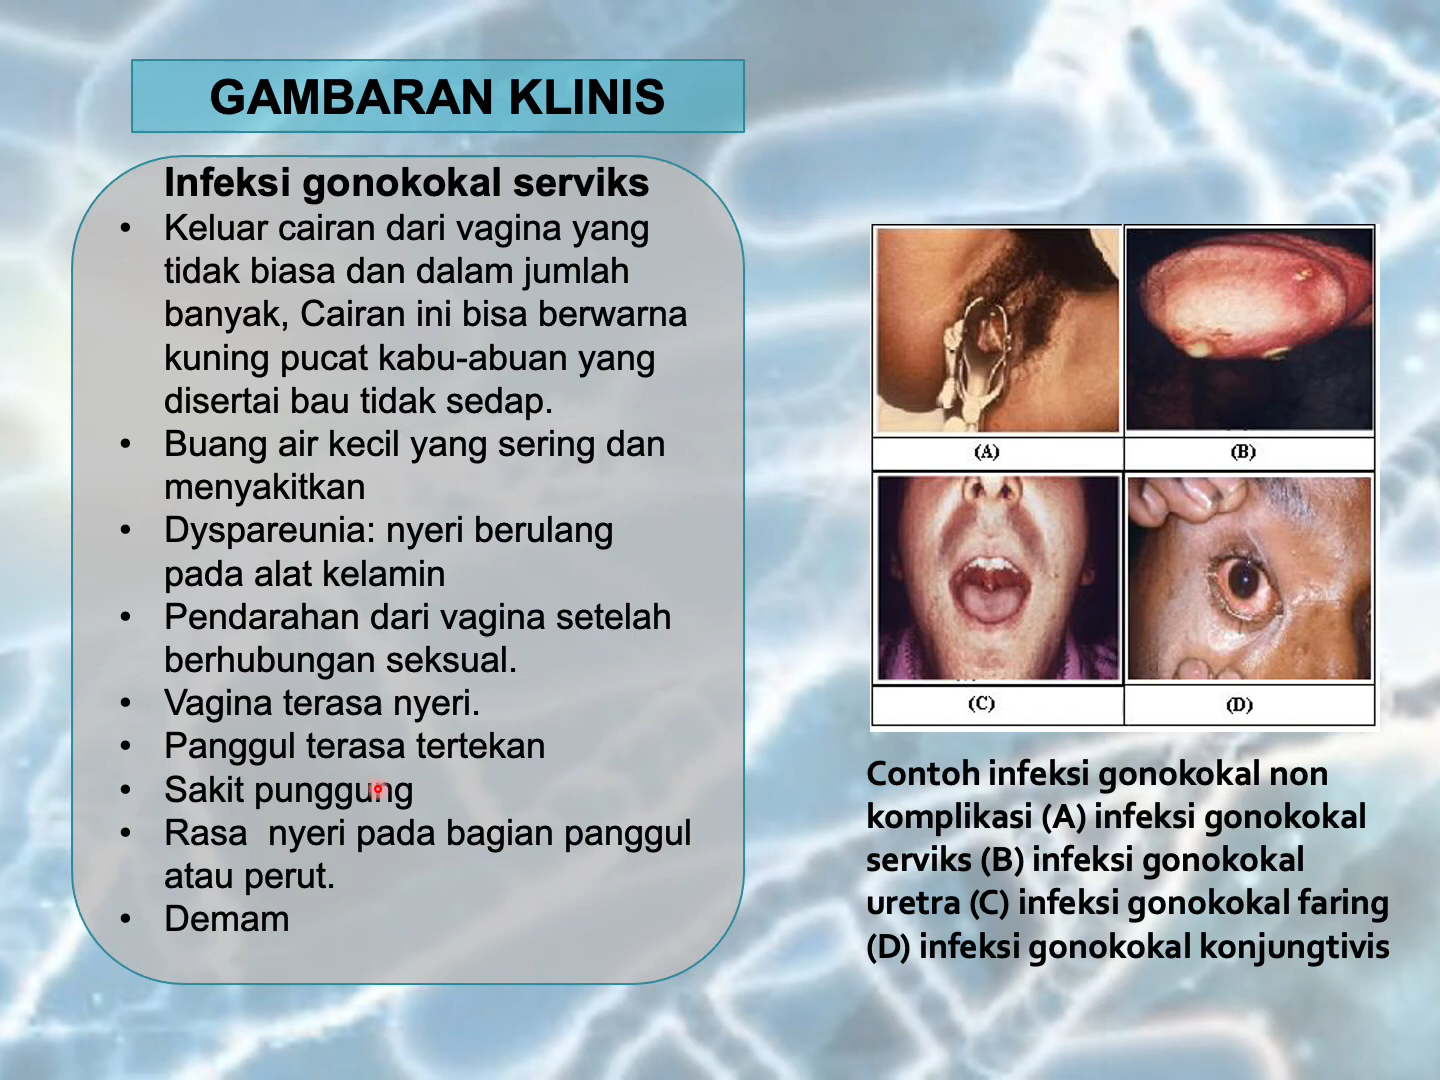 GAMBARAN KLINIS
Infeksi gonokokal serviks
• Keluar cairan dari vagina yang
tidak biasa dan dalam jumlah
banyak, Cairan ini bisa berwarna
kuning pucat kabu-abuan yang
disertai bau tidak sedap.
• Buang air kecil yang sering dan
menyakitkan
• Dyspareunia: nyeri berulang
pada alat kelamin
• Pendarahan dari vagina setelah
berhubungan seksual.
• Vagina terasa nyeri.
• Panggul terasa tertekan
• Sakit punggung
• Rasa  nyeri pada bagian panggul
atau perut.
• Demam
(A)
(B)
(C)
(D)
Contoh infeksi gonokokal non
komplikasi (A) infeksi gonokokal
serviks (B) infeksi gonokokal
uretra (C) infeksi gonokokal faring
(D) infeksi gonokokal konjungtivis